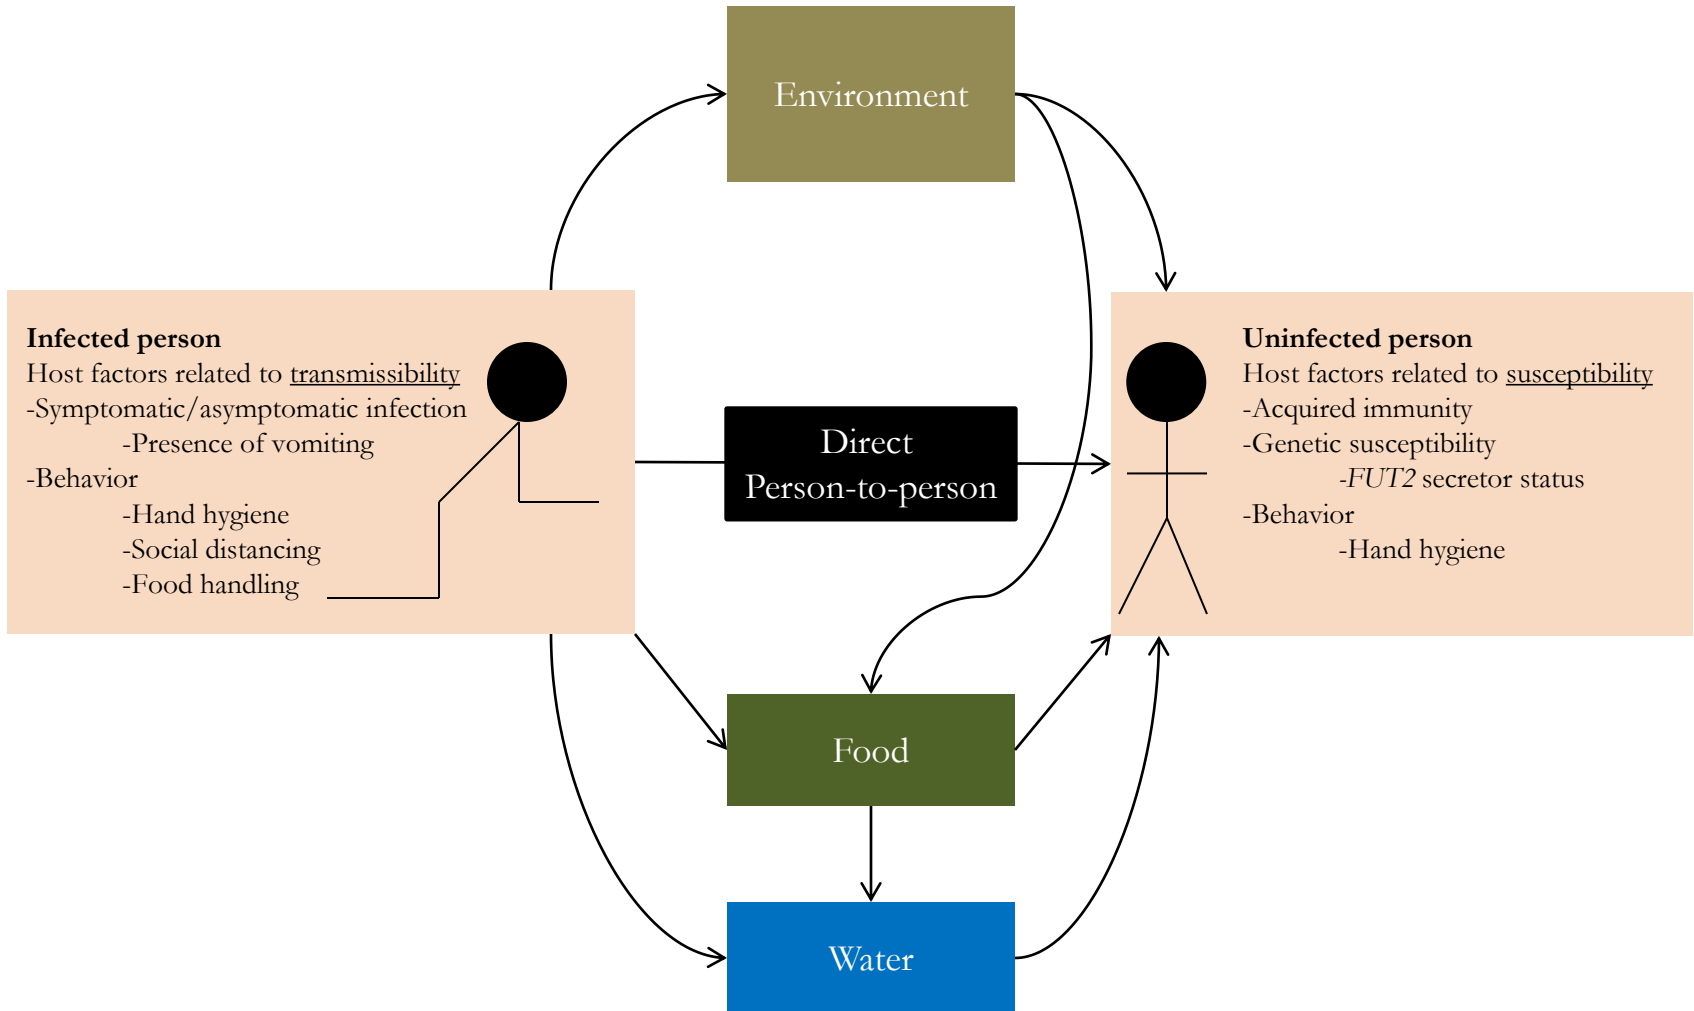 Environment
Infected person
Host factors related to transmissibility
-Symptomatic/asymptomatic infection
-Presence of vomiting
-Behavior
-Hand hygiene
-Social distancing
-Food handling
Direct
Person-to-person
Uninfected person
Host factors related to susceptibility
-Acquired immunity
-Genetic susceptibility
-FUT2 secretor status
-Behavior
-Hand hygiene
Food
Water